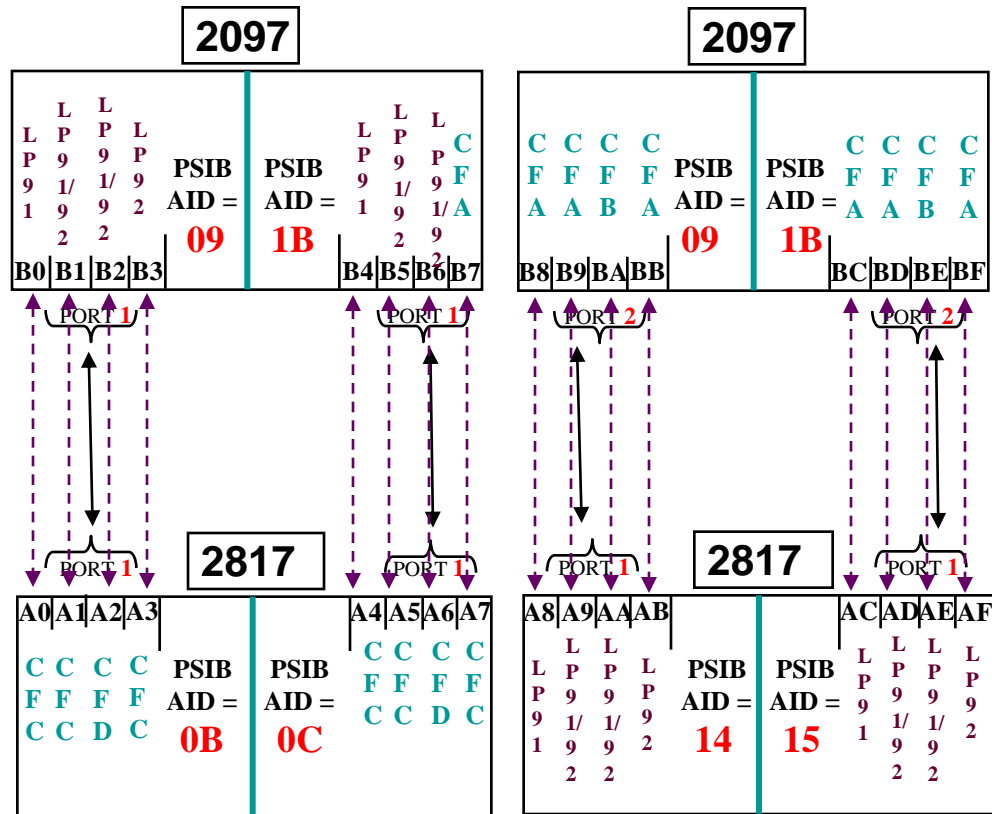 2097
2097
LP91
LP91/92
LP91/92
LP92
PSIB
AID =
09
PSIB
AID =
1B
LP91
LP91/92
LP91/92
CFA
CFA
CFA
CFB
CFA
PSIB
AID =
09
PSIB
AID =
1B
CFA
CFA
CFB
CFA
B0 B1 B2 B3
B4 B5 B6 B7
B8 B9 BA BB
BC BD BE BF
PORT 1
PORT 1
PORT 2
PORT 2
2817
2817
PORT 1
PORT 1
PORT 1
PORT 1
A0 A1 A2 A3
A4 A5 A6 A7
A8 A9 AA AB
AC AD AE AF
CFC
CFC
CFD
CFC
PSIB
AID =
0B
PSIB
AID =
0C
CFC
CFC
CFD
CFC
LP91
LP91/92
LP91/92
LP92
PSIB
AID =
14
PSIB
AID =
15
LP91
LP91/92
LP91/92
LP92